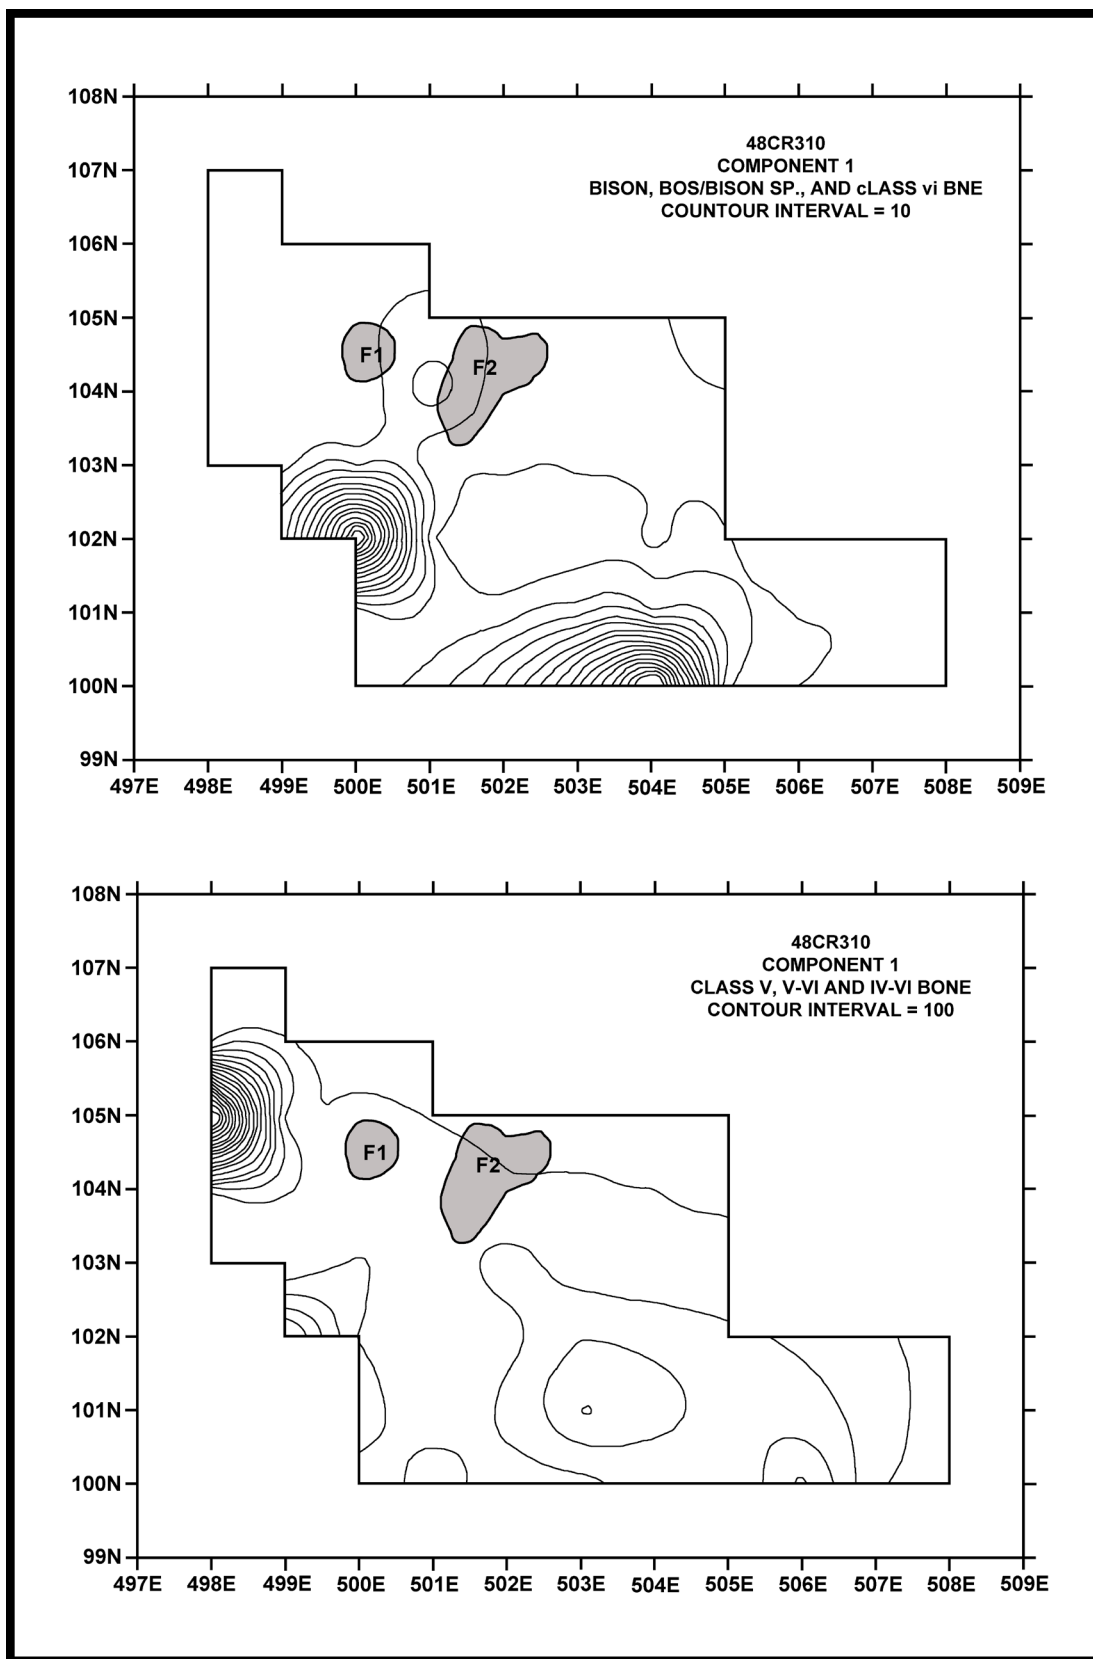 108N
48CR310
COMPONENT 1
BISON, BOS/BISON SP., AND cLASS vi BNE
COUNTOUR INTERVAL = 10
107N
106N
105N
F1
F2
104N
103N
102N
101N
100N
99N
497E 498E 499E 500E 501E 502E 503E 504E 505E 506E 507E 508E 509E
108N
48CR310
COMPONENT 1
CLASS V, V-VI AND IV-VI BONE
CONTOUR INTERVAL = 100
107N
106N
105N
F1
F2
104N
103N
102N
101N
100N
99N
497E 498E 499E 500E 501E 502E 503E 504E 505E 506E 507E 508E 509E